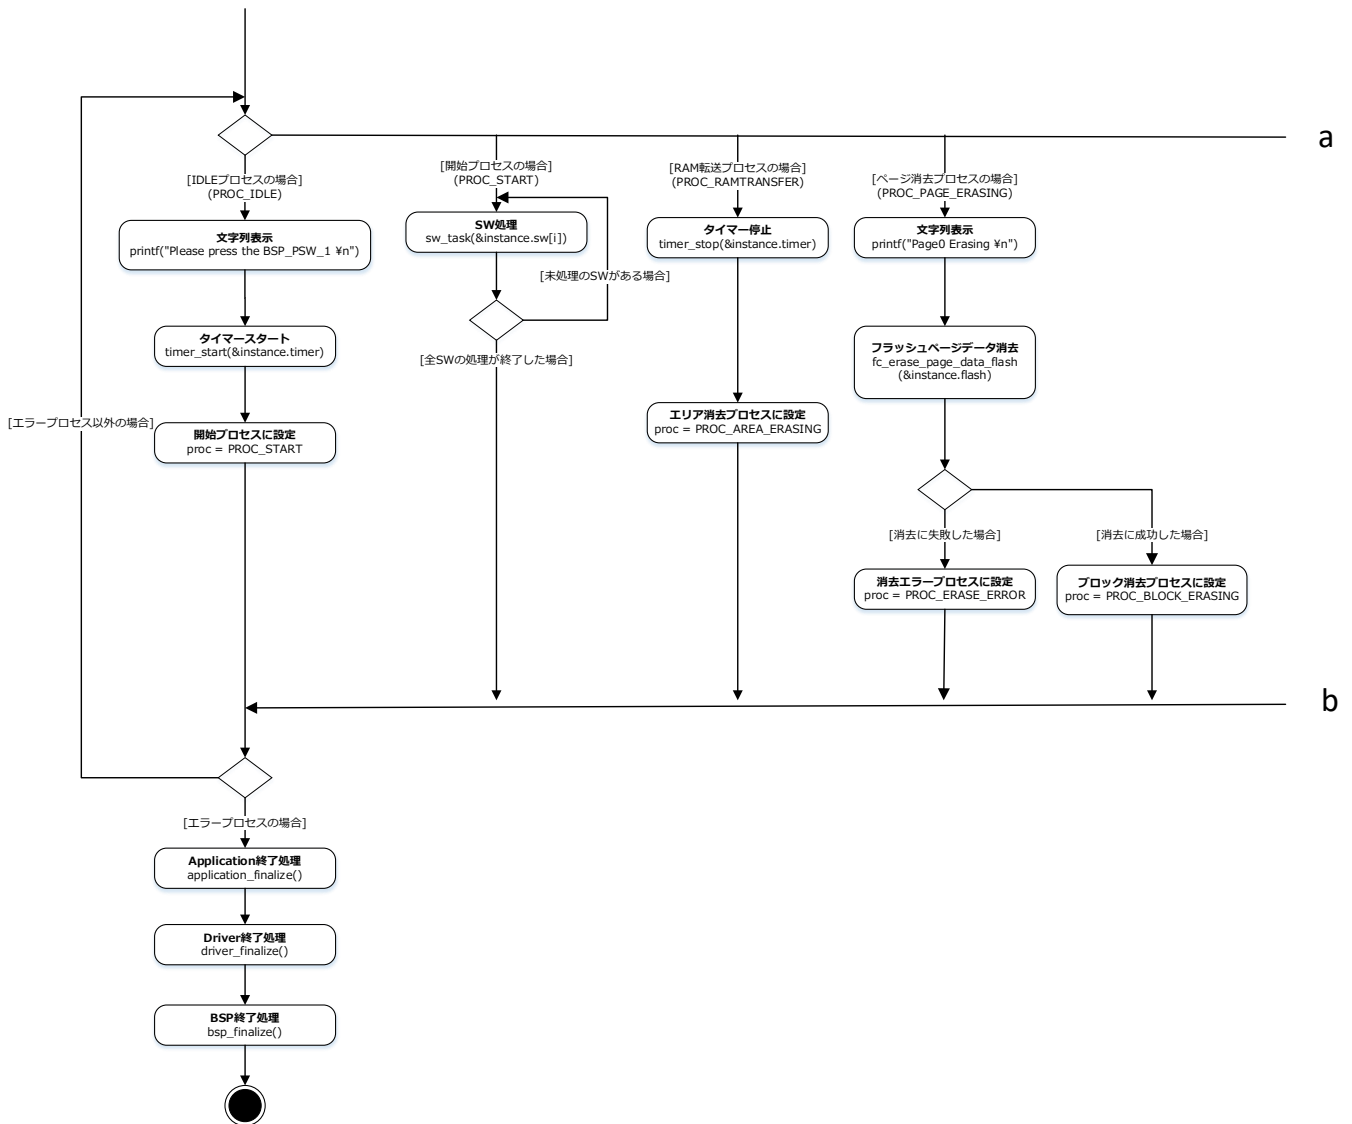 a
[IDLEプロセスの場合]
(PROC_IDLE)
文字列表示
printf("Please press the BSP_PSW_1 ¥n")
タイマースタート
timer_start(&instance.timer)
開始プロセスに設定
proc = PROC_START
[エラープロセス以外の場合]
[開始プロセスの場合]
(PROC_START)
SW処理
sw_task(&instance.sw[i])
[未処理のSWがある場合]
[全SWの処理が終了した場合]
[RAM転送プロセスの場合]
(PROC_RAMTRANSFER)
タイマー停止
timer_stop(&instance.timer)
エリア消去プロセスに設定
proc = PROC_AREA_ERASING
[ページ消去プロセスの場合]
(PROC_PAGE_ERASING)
文字列表示
printf("Page0 Erasing ¥n")
フラッシュページデータ消去
fc_erase_page_data_flash
(&instance.flash)
[消去に失敗した場合]
消去エラープロセスに設定
proc = PROC_ERASE_ERROR
[消去に成功した場合]
ブロック消去プロセスに設定
proc = PROC_BLOCK_ERASING
b
[エラープロセスの場合]
Application終了処理
application_finalize()
Driver終了処理
driver_finalize()
BSP終了処理
bsp_finalize()